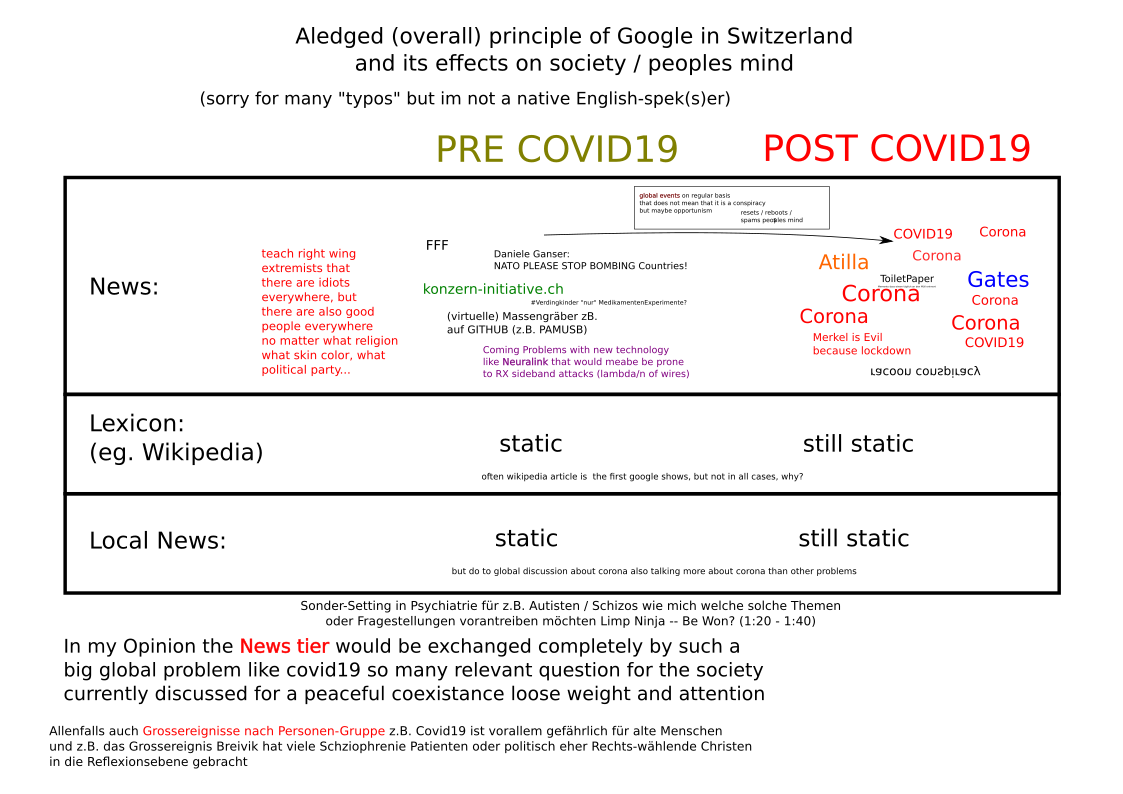 Aledged (overall) principle of Google in Switzerland
and its effects on society / peoples mind
(sorry for many "typos" but im not a native English-spek(s)er)
PRE COVID19
POST COVID19
global events on regular basis
that does not mean that it is a conspiracy
but maybe opportunism
resets / reboots /
spams peoples mind
News:
teach right wing
extremists that
there are idiots
everywhere, but
there are also good
people everywhere
no matter what religion
what skin color, what
political party...
FFF
Daniele Ganser:
NATO PLEASE STOP BOMBING Countries!
konzern-initiative.ch
#Verdingkinder "nur" MedikamentenExperimente?
(virtuelle) Massengräber zB.
auf GITHUB (z.B. PAMUSB)
Coming Problems with new technology
like Neuralink that would meabe be prone
to RX sideband attacks (lambda/n of wires)
COVID19
Corona
Corona
Atilla
ToiletPaper
Gates
Corona
Corona
Corona
Corona
COVID19
Merkel is Evil
because lockdown
racoon conspiracy
Lexicon:
(eg. Wikipedia)
static
still static
often wikipedia article is the first google shows, but not in all cases, why?
Local News:
static
still static
but do to global discussion about corona also talking more about corona than other problems
Sonder-Setting in Psychiatrie für z.B. Autisten / Schizos wie mich welche solche Themen
oder Fragestellungen vorantreiben möchten Limp Ninja -- Be Won? (1:20 - 1:40)
In my Opinion the News tier would be exchanged completely by such a
big global problem like covid19 so many relevant question for the society
currently discussed for a peaceful coexistance loose weight and attention
Allenfalls auch Grossereignisse nach Personen-Gruppe z.B. Covid19 ist vorallem gefährlich für alte Menschen
und z.B. das Grossereignis Breivik hat viele Schziophrenie Patienten oder politisch eher Rechts-wählende Christen
in die Reflexionsebene gebracht